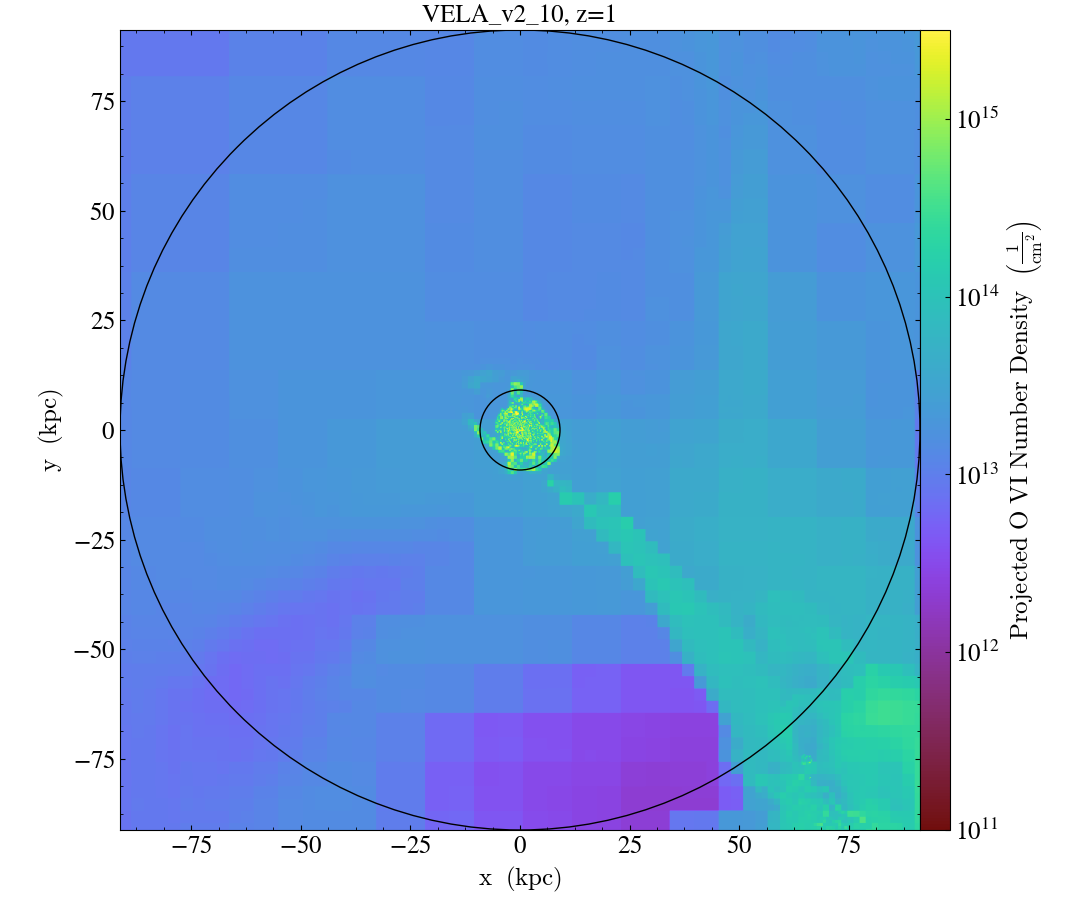 VELA_v2_10, z=1
75
50
25
0
−25
−50
−75
y (kpc)
−75 −50 −25 0 25 50 75
x (kpc)
10^15
10^14
10^13
10^12
10^11
Projected O VI Number Density (1/cm^2)